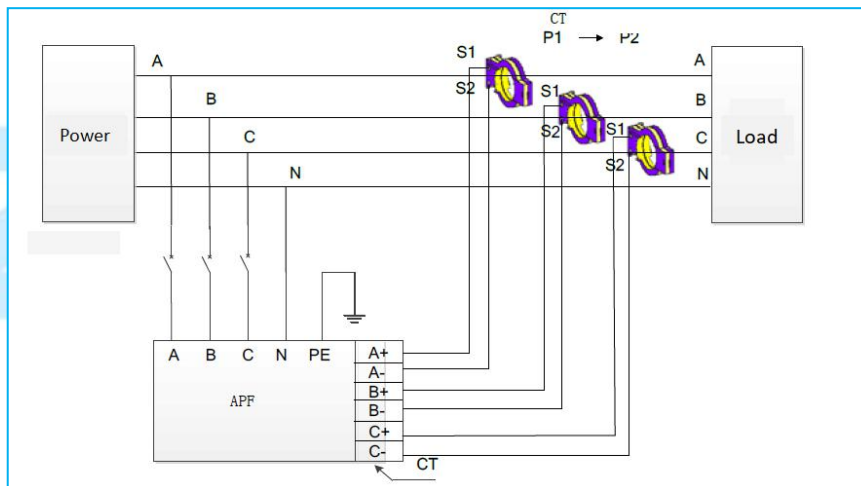 CT
P1 → P2
A
S1
A
S2
B
S1
B
Power
S2
S1
C
C
Load
S2
N
N
A B C N PE
A+
A-
APF
B+
B-
C+
C-
CT